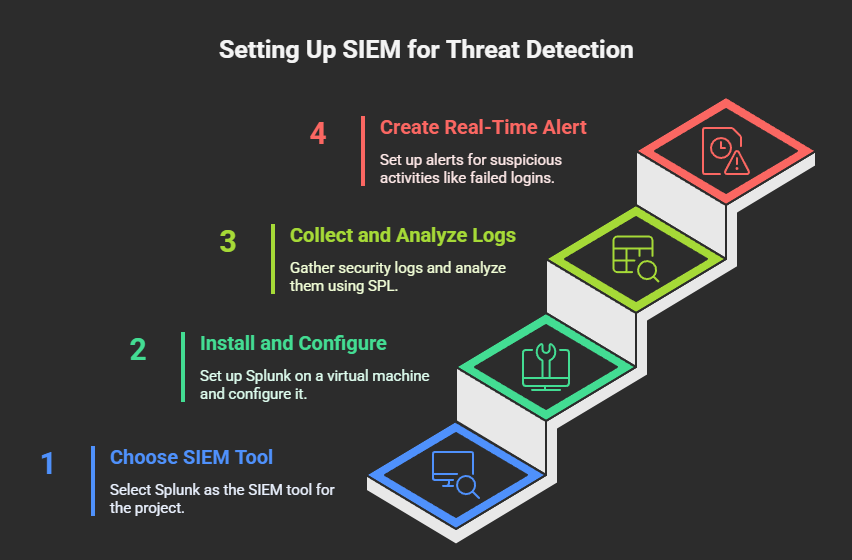 Setting Up SIEM for Threat Detection
4
Create Real-Time Alert
Set up alerts for suspicious
activities like failed logins.
3
Collect and Analyze Logs
Gather security logs and analyze
them using SPL.
2
Install and Configure
Set up Splunk on a virtual machine
and configure it.
1
Choose SIEM Tool
Select Splunk as the SIEM tool for
the project.